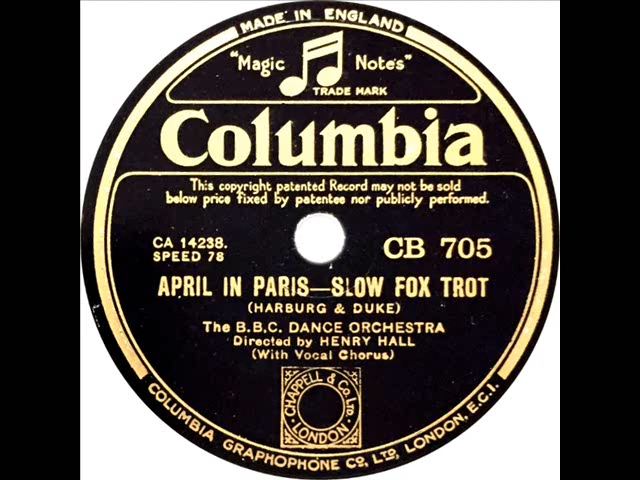 MADE IN ENGLAND
"Magic Notes"
TRADE MARK
Columbia
This copyright patented Record may not be sold
below price fixed by patentee nor publicly performed.
CA 14238.
SPEED 78
CB 705
APRIL IN PARIS—SLOW FOX TROT
(HARBURG & DUKE)
The B.B.C. DANCE ORCHESTRA
Directed by HENRY HALL
(With Vocal Chorus)
CHAPPELL & Co. LTD.
LONDON
COLUMBIA GRAPHOPHONE Co, LTD, LONDON, E.C.1.